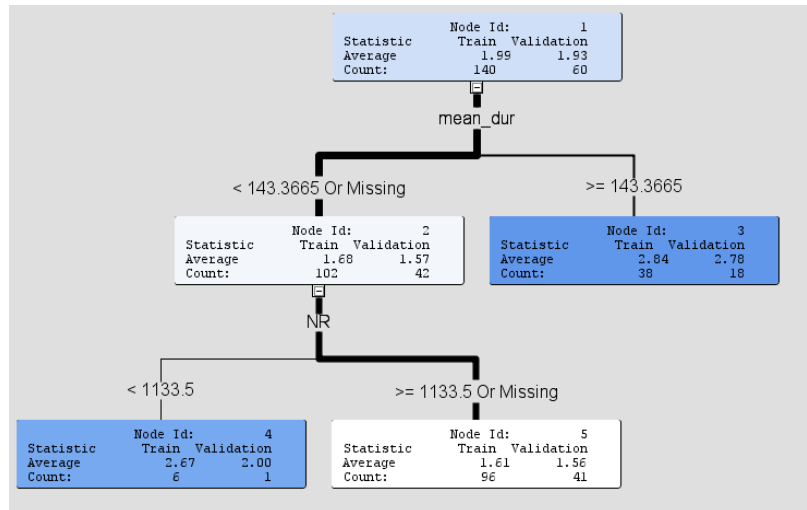 Node Id: 1
Statistic Train Validation
Average 1.99 1.93
Count: 140 60
mean_dur
< 143.3665 Or Missing
>= 143.3665
Node Id: 2
Statistic Train Validation
Average 1.68 1.57
Count: 102 42
Node Id: 3
Statistic Train Validation
Average 2.84 2.78
Count: 38 18
NR
< 1133.5
>= 1133.5 Or Missing
Node Id: 4
Statistic Train Validation
Average 2.67 2.00
Count: 6 1
Node Id: 5
Statistic Train Validation
Average 1.61 1.56
Count: 96 41